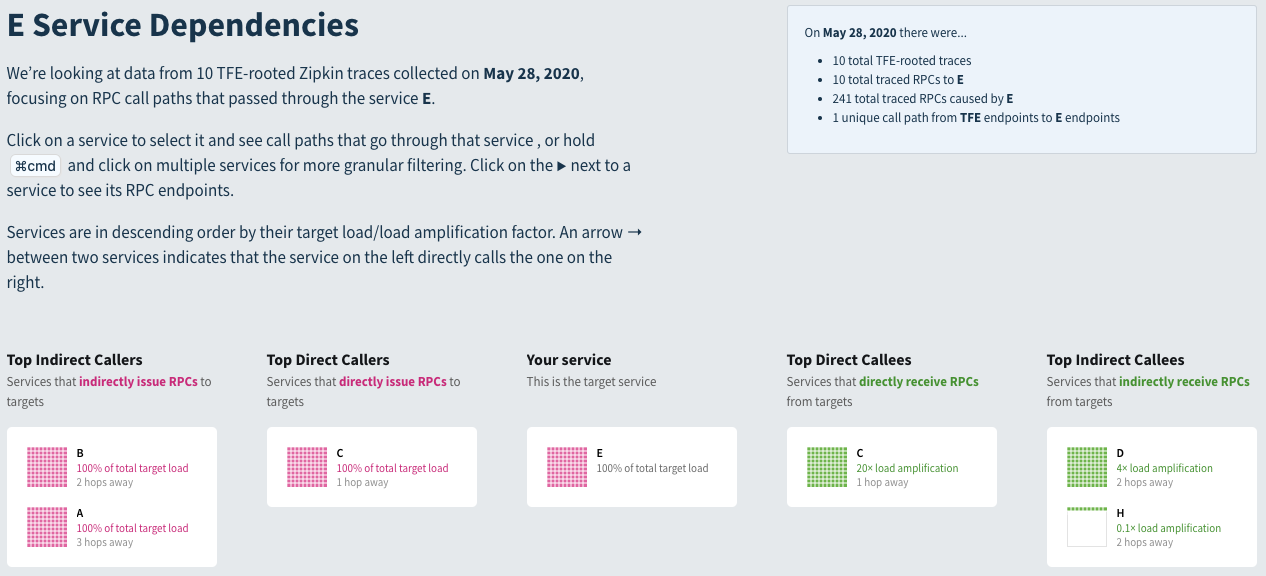 E Service Dependencies
We’re looking at data from 10 TFE-rooted Zipkin traces collected on May 28, 2020,
focusing on RPC call paths that passed through the service E.
Click on a service to select it and see call paths that go through that service , or hold
⌘cmd and click on multiple services for more granular filtering. Click on the ▶ next to a
service to see its RPC endpoints.
Services are in descending order by their target load/load amplification factor. An arrow →
between two services indicates that the service on the left directly calls the one on the
right.
On May 28, 2020 there were...
• 10 total TFE-rooted traces
• 10 total traced RPCs to E
• 241 total traced RPCs caused by E
• 1 unique call path from TFE endpoints to E endpoints
Top Indirect Callers
Services that indirectly issue RPCs to
targets
B
100% of total target load
2 hops away
A
100% of total target load
3 hops away
Top Direct Callers
Services that directly issue RPCs to
targets
C
100% of total target load
1 hop away
Your service
This is the target service
E
100% of total target load
Top Direct Callees
Services that directly receive RPCs
from targets
C
20× load amplification
1 hop away
Top Indirect Callees
Services that indirectly receive RPCs
from targets
D
4× load amplification
2 hops away
H
0.1× load amplification
2 hops away